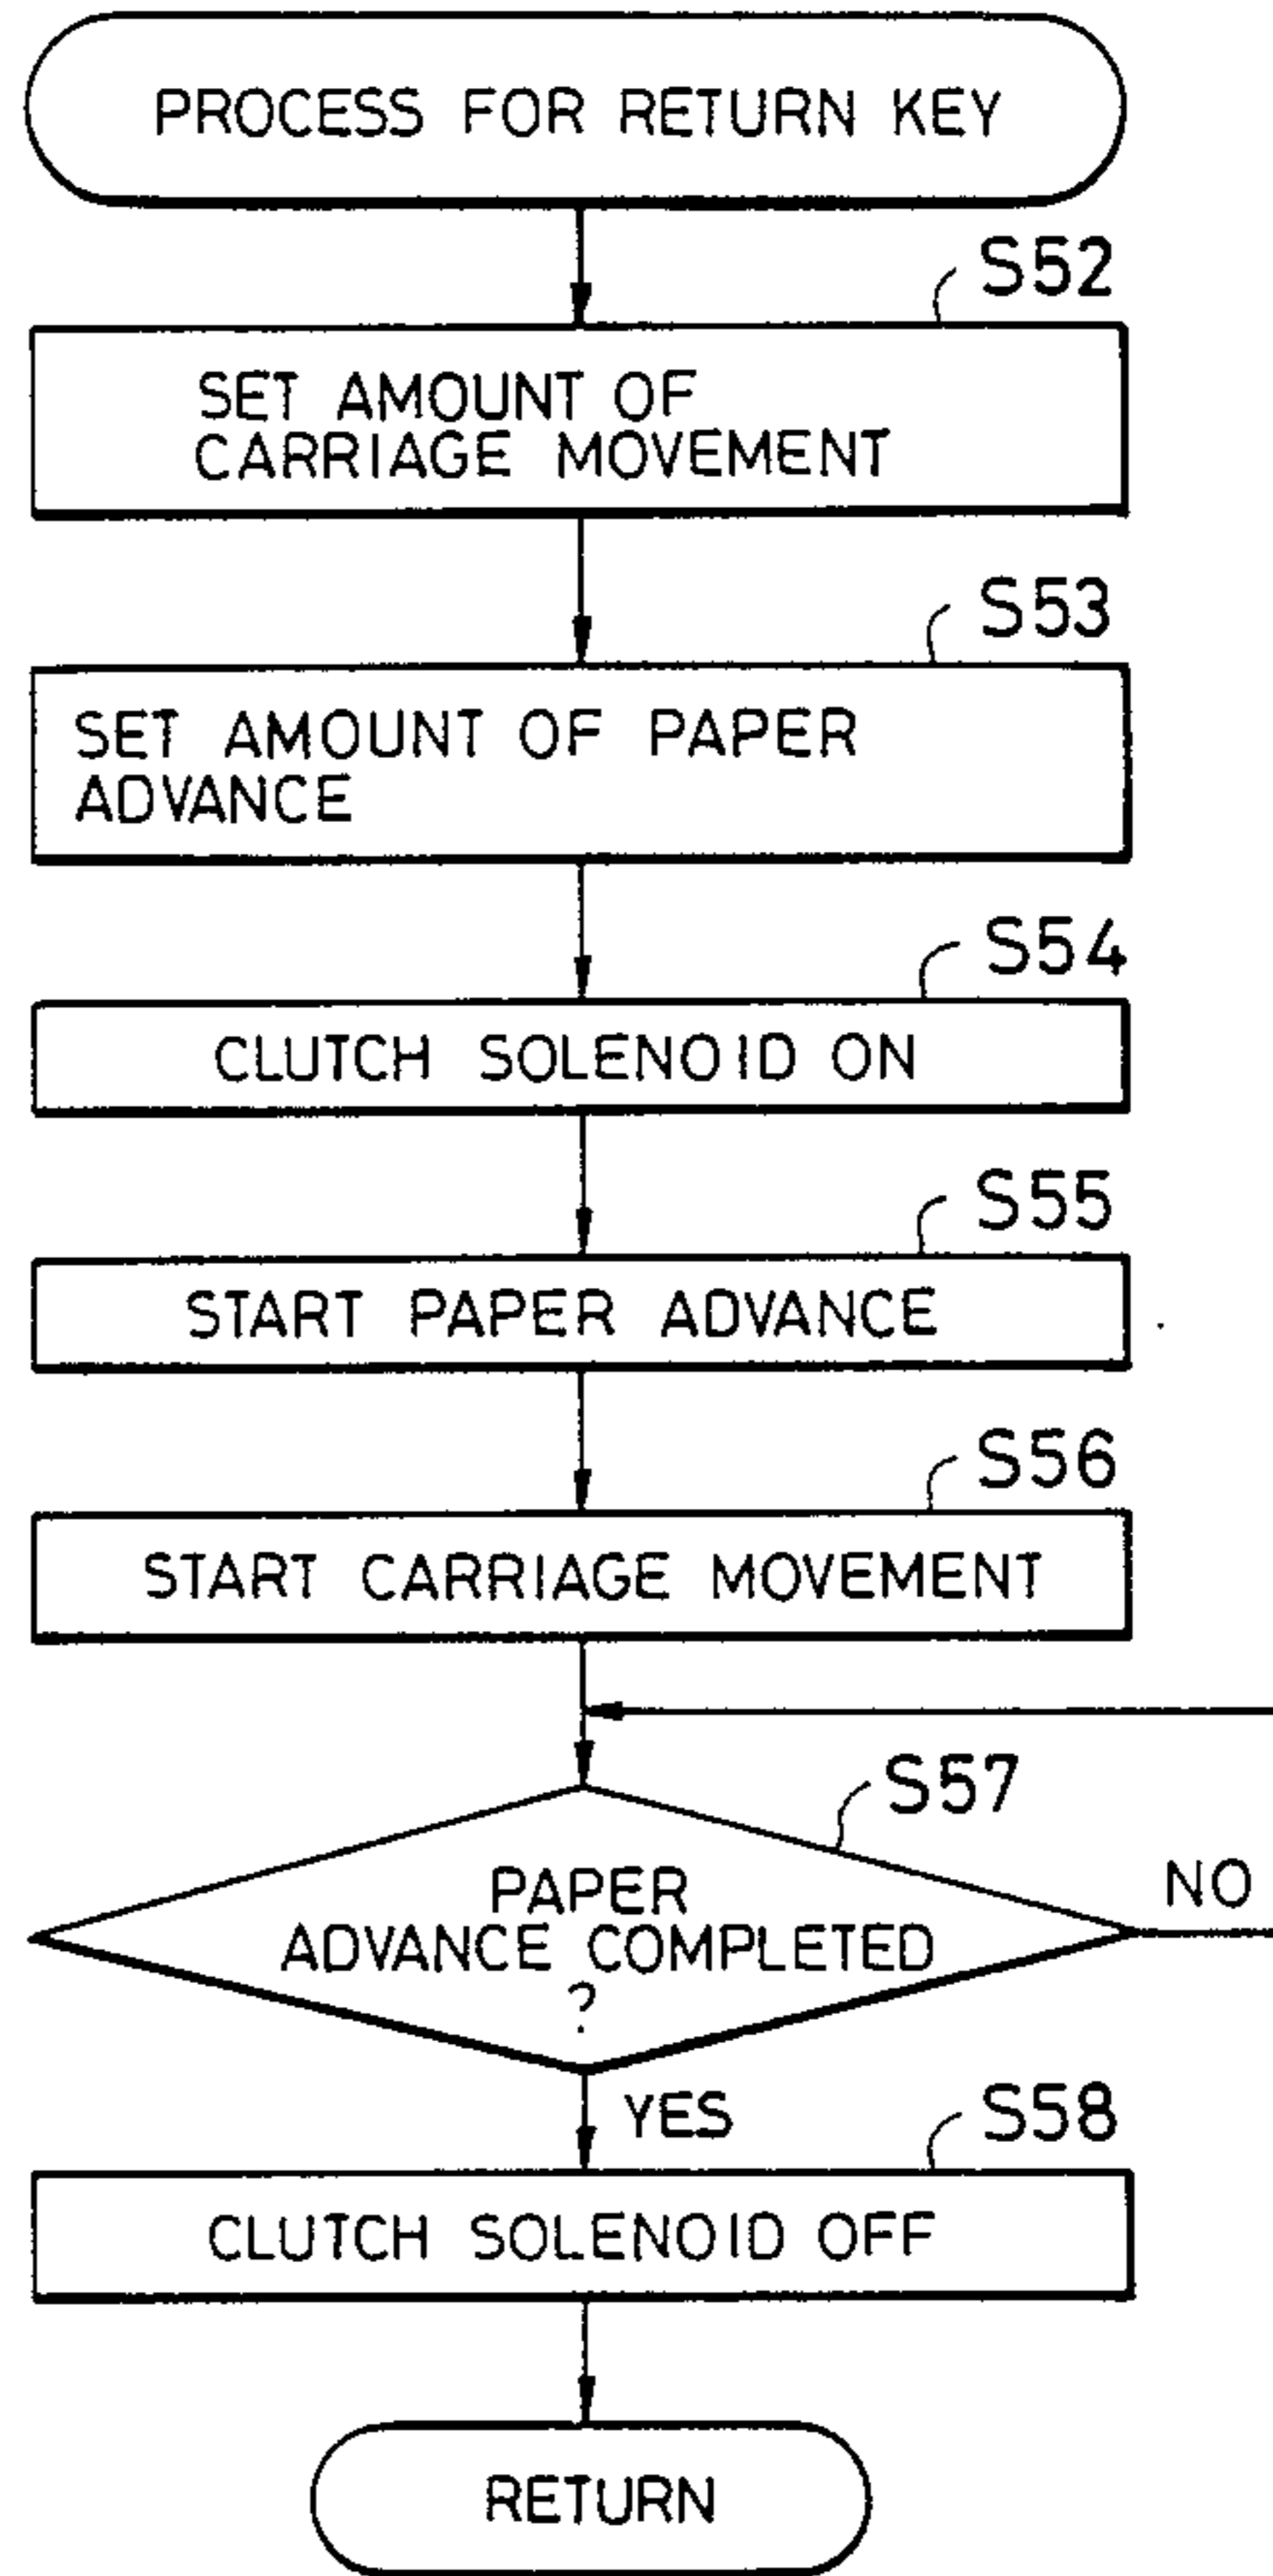 PROCESS FOR RETURN KEY
S52
SET AMOUNT OF
CARRIAGE MOVEMENT
S53
SET AMOUNT OF PAPER
ADVANCE
S54
CLUTCH SOLENOID ON
S55
START PAPER ADVANCE
S56
START CARRIAGE MOVEMENT
S57
PAPER
ADVANCE COMPLETED
?
NO
YES
S58
CLUTCH SOLENOID OFF
RETURN